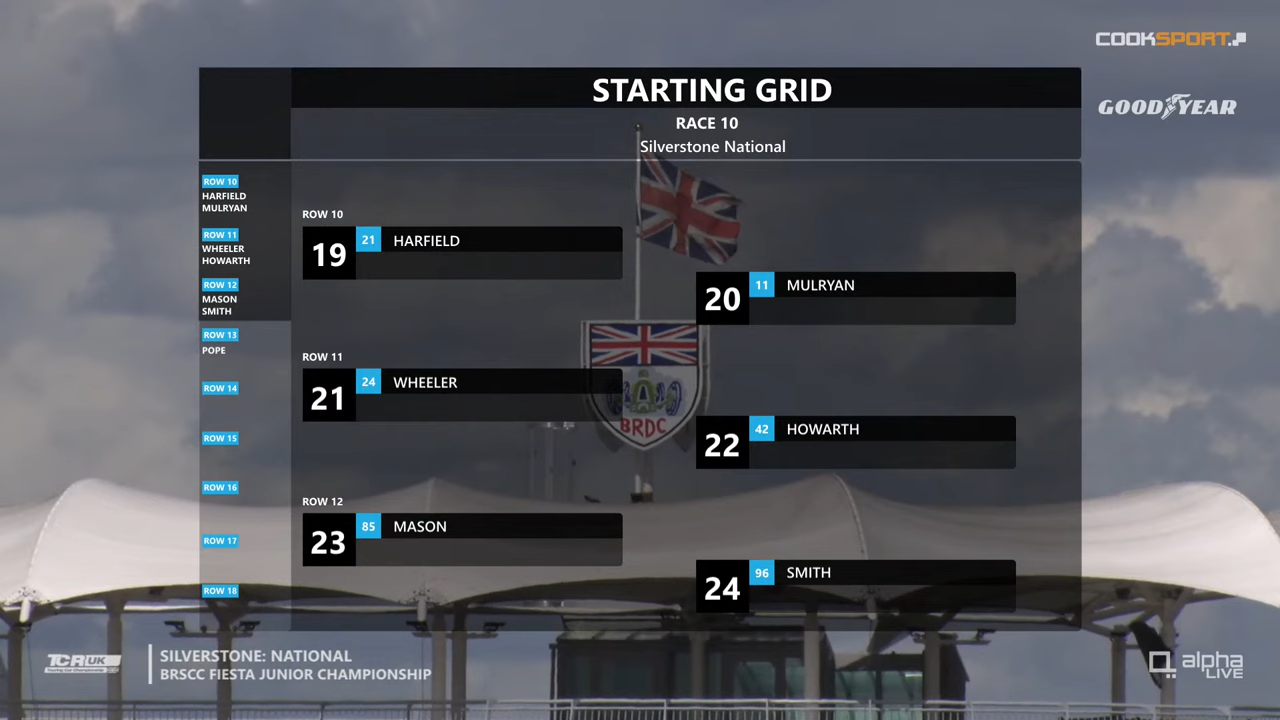 COOKSPORT
GOODYEAR
STARTING GRID
RACE 10
Silverstone National
ROW 10
HARFIELD
MULRYAN
ROW 11
WHEELER
HOWARTH
ROW 12
MASON
SMITH
ROW 13
POPE
ROW 14
ROW 15
ROW 16
ROW 17
ROW 18
ROW 10
19 21 HARFIELD
20 11 MULRYAN
ROW 11
21 24 WHEELER
22 42 HOWARTH
ROW 12
23 85 MASON
24 96 SMITH
BRDC
TCR UK
SILVERSTONE: NATIONAL
BRSCC FIESTA JUNIOR CHAMPIONSHIP
alpha
LIVE